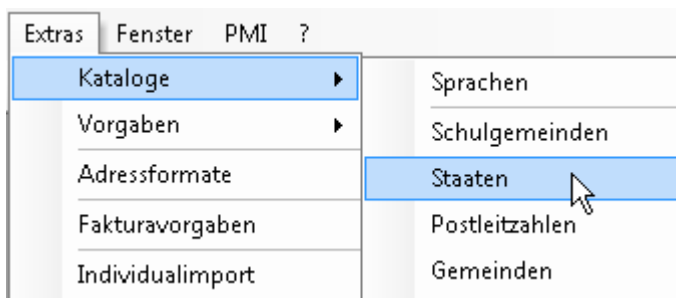 Extras Fenster PMI ?
Kataloge
Vorgaben
Adressformate
Fakturavorgaben
Individualimport
Sprachen
Schulgemeinden
Staaten
Postleitzahlen
Gemeinden